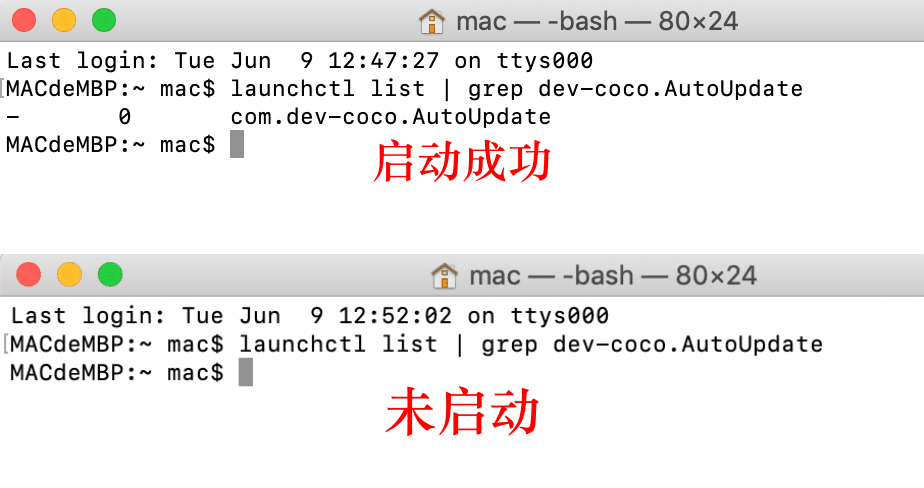 mac — -bash — 80×24
Last login: Tue Jun  9 12:47:27 on ttys000
[MACdeMBP:~ mac$ launchctl list | grep dev-coco.AutoUpdate
-       0       com.dev-coco.AutoUpdate
MACdeMBP:~ mac$
启动成功
mac — -bash — 80×24
Last login: Tue Jun  9 12:52:02 on ttys000
[MACdeMBP:~ mac$ launchctl list | grep dev-coco.AutoUpdate
MACdeMBP:~ mac$
未启动